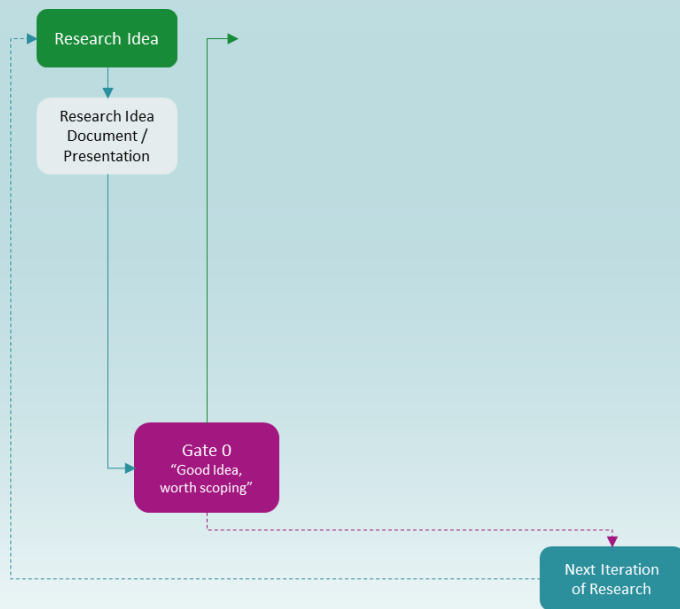 Research Idea
Research Idea
Document /
Presentation
Gate 0
“Good Idea,
worth scoping”
Next Iteration
of Research